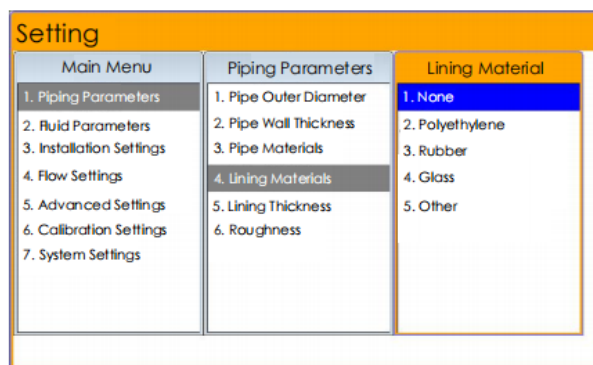 Setting
Main Menu
1. Piping Parameters
2. Fluid Parameters
3. Installation Settings
4. Flow Settings
5. Advanced Settings
6. Calibration Settings
7. System Settings
Piping Parameters
1. Pipe Outer Diameter
2. Pipe Wall Thickness
3. Pipe Materials
4. Lining Materials
5. Lining Thickness
6. Roughness
Lining Material
1. None
2. Polyethylene
3. Rubber
4. Glass
5. Other